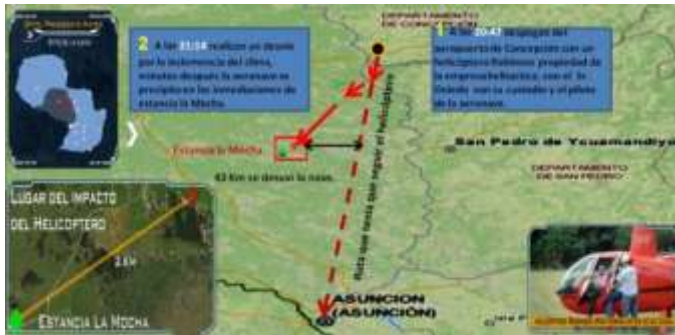 DEPARTAMENTO
DE CONCEPCIÓN
2 A las 21:14 realizan un desvío
por la inclemencia del clima,
minutos después la aeronave se
precipita en las inmediaciones de
estancia la Mocha.
1 A las 20:47 despegan del
aeropuerto de Concepción con un
helicóptero Robinson propiedad de
la empresa
Oviedo con su custodio y el piloto
de la aeronave.
Estancia la Mocha
43 Km se desvían la nave.
Ruta que tenía que seguir el helicóptero
San Pedro de Ycuamandiyú
DEPARTAMENTO
DE SAN PEDRO
LUGAR DEL IMPACTO
DEL HELICOPTERO
2 KM
ESTANCIA LA MOCHA
ASUNCION
(ASUNCIÓN)